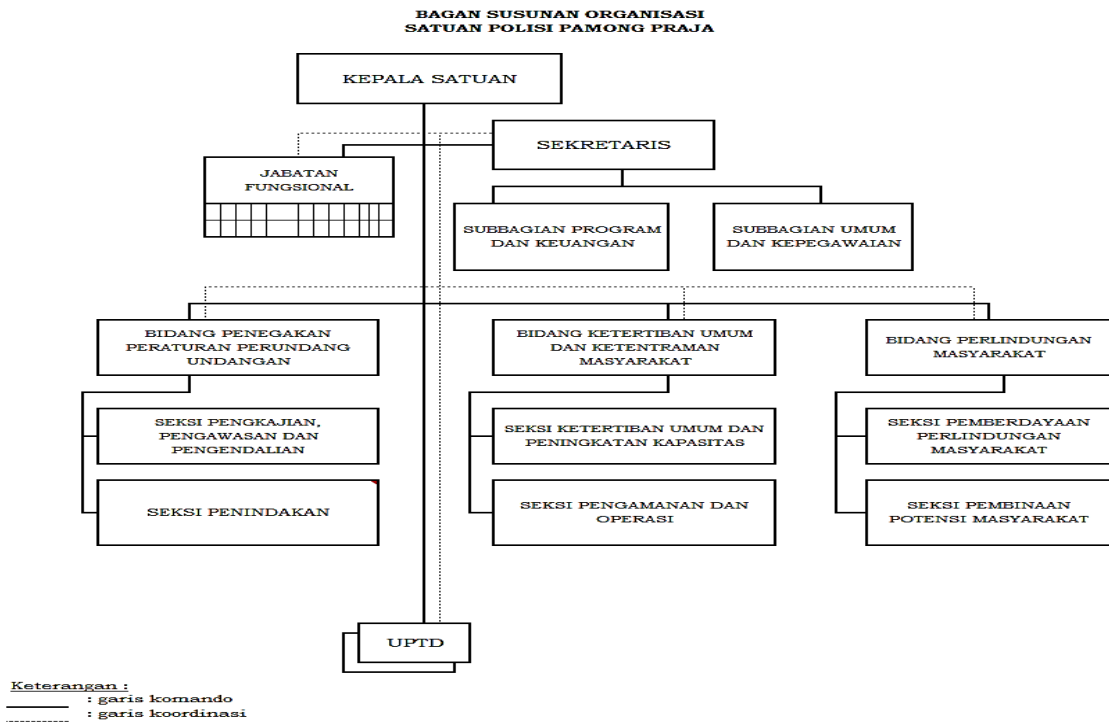 BAGAN SUSUNAN ORGANISASI
SATUAN POLISI PAMONG PRAJA
KEPALA SATUAN
SEKRETARIS
JABATAN
FUNGSIONAL
SUBBAGIAN PROGRAM
DAN KEUANGAN
SUBBAGIAN UMUM
DAN KEPEGAWAIAN
BIDANG PENEGAKAN
PERATURAN PERUNDANG
UNDANGAN
BIDANG KETERTIBAN UMUM
DAN KETENTRAMAN
MASYARAKAT
BIDANG PERLINDUNGAN
MASYARAKAT
SEKSI PENGKAJIAN,
PENGAWASAN DAN
PENGENDALIAN
SEKSI KETERTIBAN UMUM DAN
PENINGKATAN KAPASITAS
SEKSI PEMBERDAYAAN
PERLINDUNGAN
MASYARAKAT
SEKSI PENINDAKAN
SEKSI PENGAMANAN DAN
OPERASI
SEKSI PEMBINAAN
POTENSI MASYARAKAT
UPTD
Keterangan :
: garis komando
: garis koordinasi